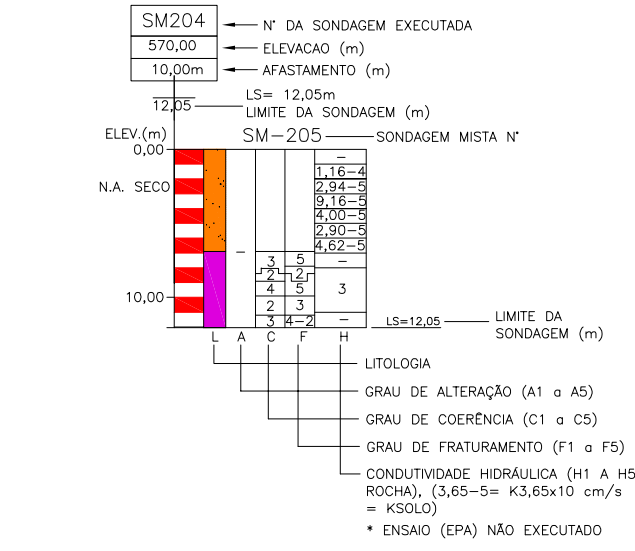 SM204
Nº DA SONDAGEM EXECUTADA
570,00
ELEVACAO (m)
10,00m
AFASTAMENTO (m)
12,05
LS= 12,05m
LIMITE DA SONDAGEM (m)
ELEV.(m)
SM-205
SONDAGEM MISTA Nº
0,00
N.A. SECO
10,00
-
3
2
4
2
3
5
2
5
3
4-2
-
1,16-4
2,94-5
9,16-5
4,00-5
2,90-5
4,62-5
-
3
-
LS=12,05
LIMITE DA
SONDAGEM (m)
L A C F H
LITOLOGIA
GRAU DE ALTERAÇÃO (A1 a A5)
GRAU DE COERÊNCIA (C1 a C5)
GRAU DE FRATURAMENTO (F1 a F5)
CONDUTIVIDADE HIDRÁULICA (H1 A H5
ROCHA), (3,65-5= K3,65x10 cm/s
= KSOLO)
* ENSAIO (EPA) NÃO EXECUTADO